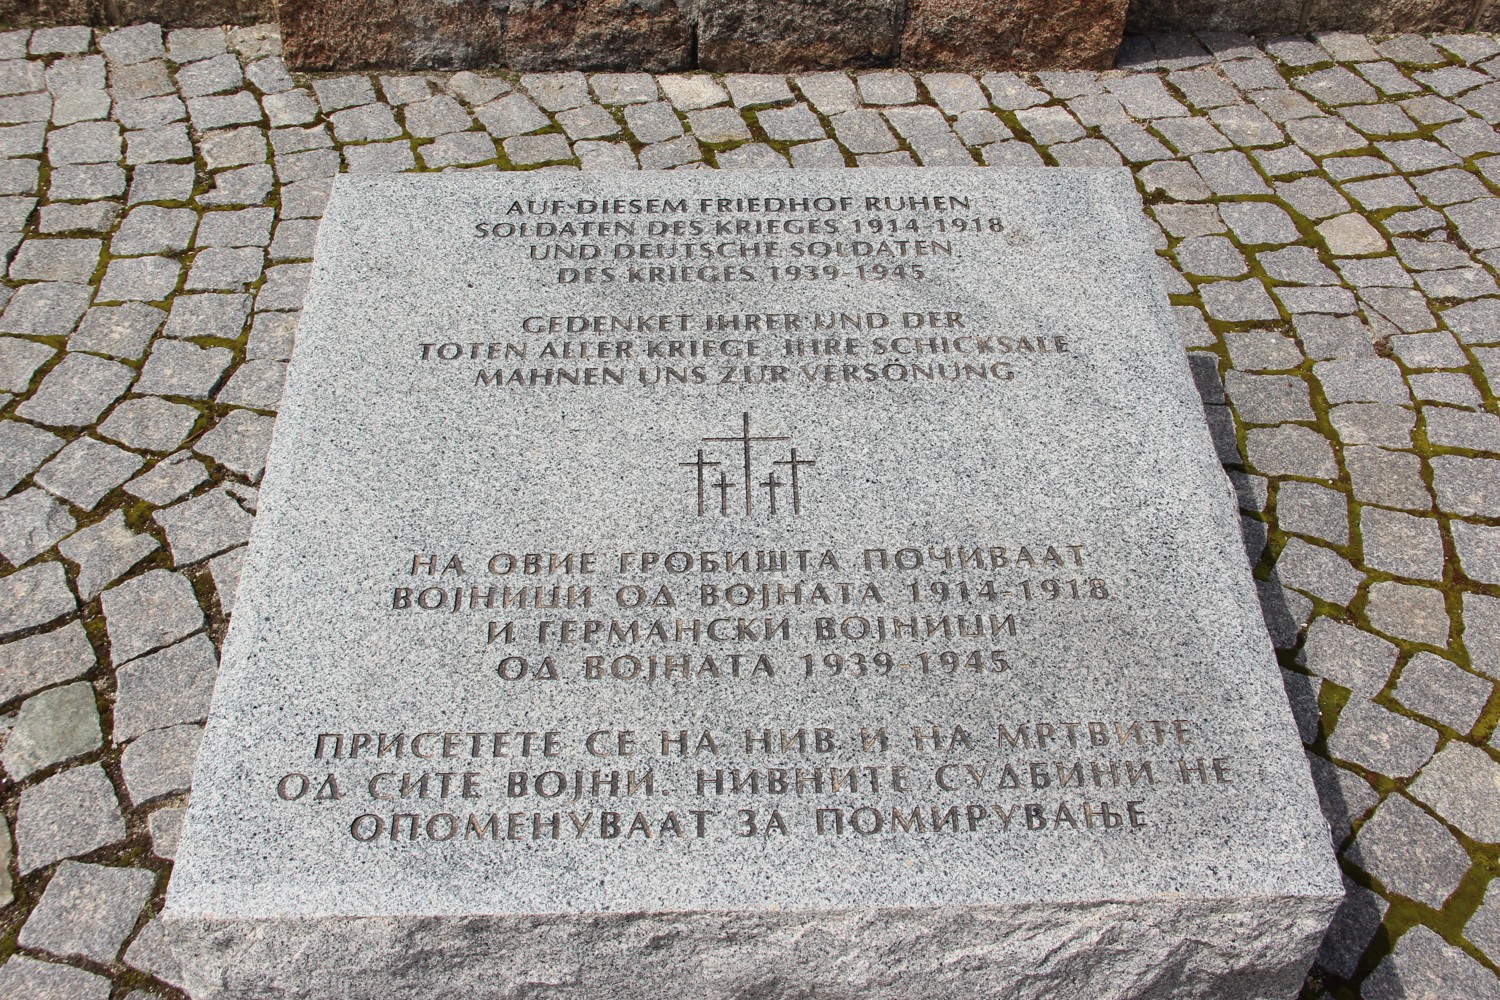 AUF DIESEM FRIEDHOF RUHEN
SOLDATEN DES KRIEGES 1914-1918
UND DEUTSCHE SOLDATEN
DES KRIEGES 1939-1945
GEDENKET IHRER UND DER
TOTEN ALLER KRIEGE. IHRE SCHICKSALE
MAHNEN UNS ZUR VERSÖNUNG
НА ОВИЕ ГРОБИШТА ПОЧИВААТ
ВОЈНИЦИ ОД ВОЈНАТА 1914-1918
И ГЕРМАНСКИ ВОЈНИЦИ
ОД ВОЈНАТА 1939-1945
ПРИСЕТЕТЕ СЕ НА НИВ И НА МРТВИТЕ
ОД СИТЕ ВОЈНИ. НИВНИТЕ СУДБИНИ НЕ
ОПОМЕНУВААТ ЗА ПОМИРУВАЊЕ